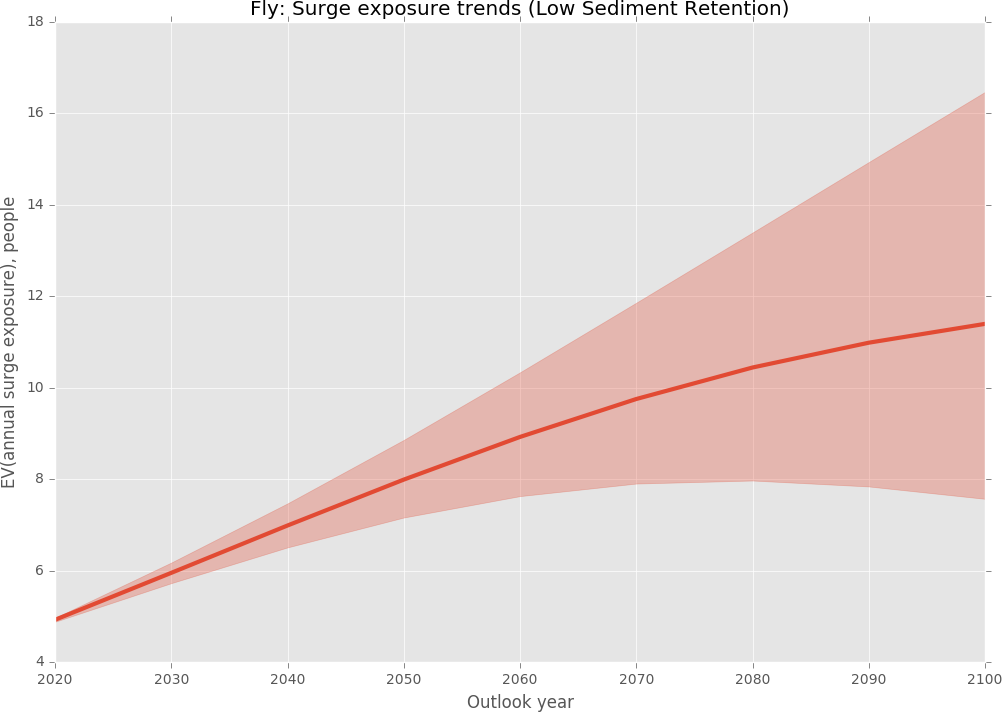 Fly: Surge exposure trends (Low Sediment Retention)
18
16
14
12
10
8
6
4
EV(annual surge exposure), people
2020 2030 2040 2050 2060 2070 2080 2090 2100
Outlook year